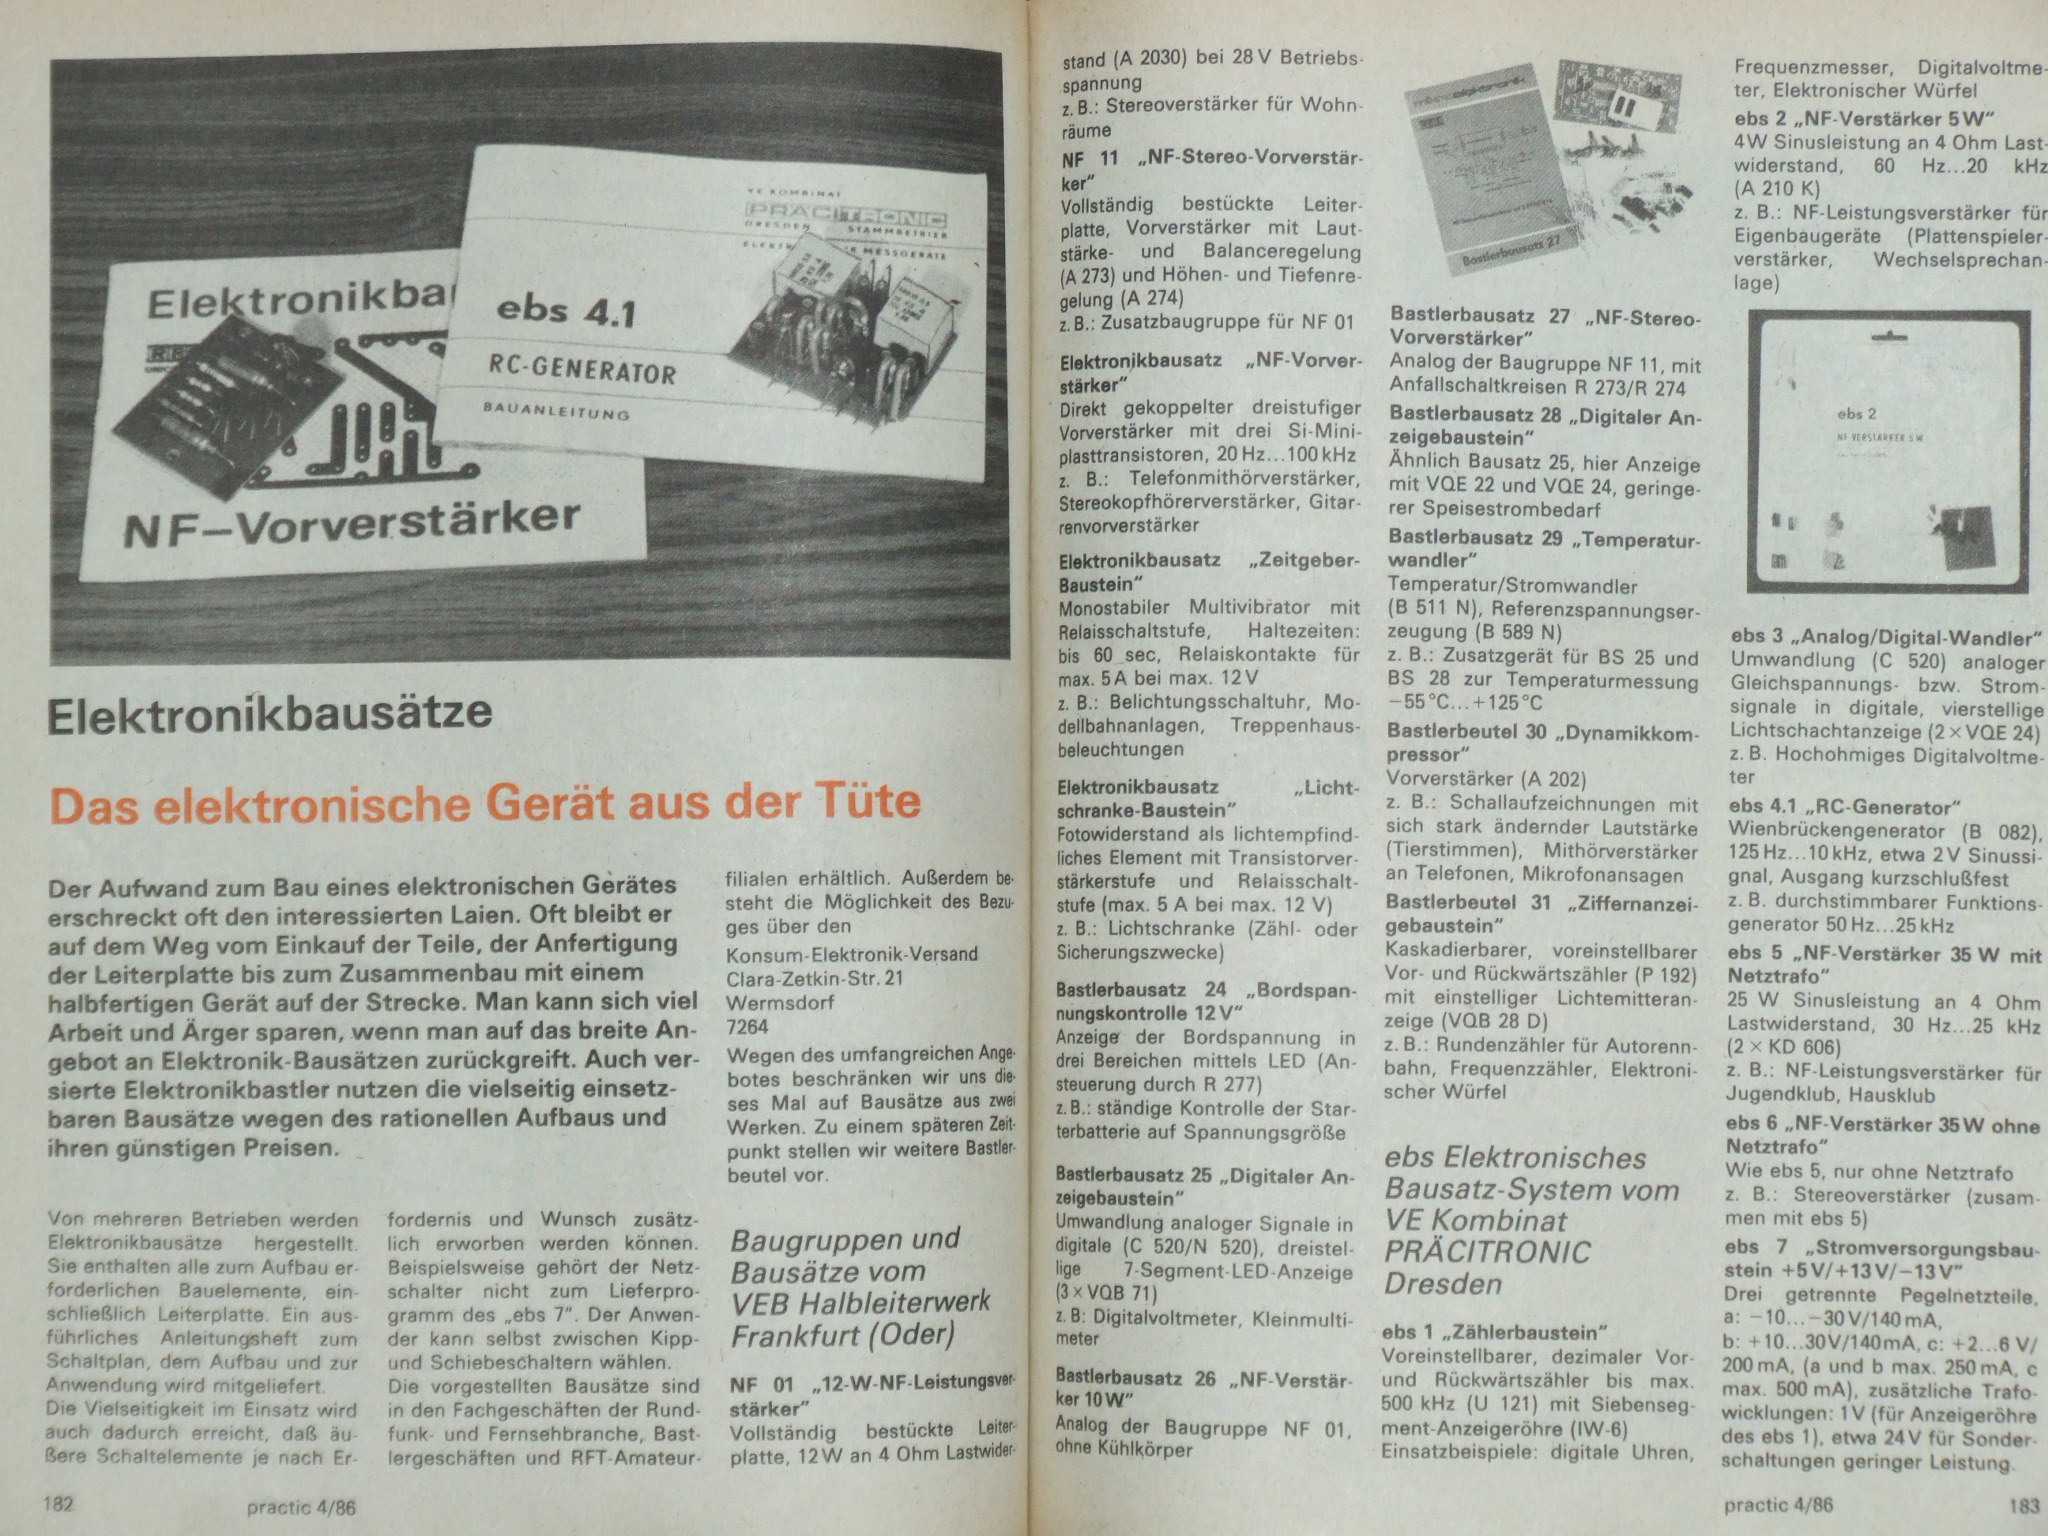 Elektronikba
NF–Vorverstärker
VE KOMBINAT
PRÄCITRONIC
DRESDEN STAMMBETRIEB
ebs 4.1
RC-GENERATOR
BAUANLEITUNG
Elektronikbausätze
Das elektronische Gerät aus der Tüte
Der Aufwand zum Bau eines elektronischen Gerätes
erschreckt oft den interessierten Laien. Oft bleibt er
auf dem Weg vom Einkauf der Teile, der Anfertigung
der Leiterplatte bis zum Zusammenbau mit einem
halbfertigen Gerät auf der Strecke. Man kann sich viel
Arbeit und Ärger sparen, wenn man auf das breite An-
gebot an Elektronik-Bausätzen zurückgreift. Auch ver-
sierte Elektronikbastler nutzen die vielseitig einsetz-
baren Bausätze wegen des rationellen Aufbaus und
ihren günstigen Preisen.
Von mehreren Betrieben werden
Elektronikbausätze hergestellt.
Sie enthalten alle zum Aufbau er-
forderlichen Bauelemente, ein-
schließlich Leiterplatte. Ein aus-
führliches Anleitungsheft zum
Schaltplan, dem Aufbau und zur
Anwendung wird mitgeliefert.
Die Vielseitigkeit im Einsatz wird
auch dadurch erreicht, daß äu-
ßere Schaltelemente je nach Er-
fordernis und Wunsch zusätz-
lich erworben werden können.
Beispielsweise gehört der Netz-
schalter nicht zum Lieferpro-
gramm des „ebs 7“. Der Anwen-
der kann selbst zwischen Kipp-
und Schiebeschaltern wählen.
Die vorgestellten Bausätze sind
in den Fachgeschäften der Rund-
funk- und Fernsehbranche, Bast-
lergeschäften und RFT-Amateur-
filialen erhältlich. Außerdem be-
steht die Möglichkeit des Bezu-
ges über den
Konsum-Elektronik-Versand
Clara-Zetkin-Str. 21
Wermsdorf
7264
Wegen des umfangreichen Ange-
botes beschränken wir uns die-
ses Mal auf Bausätze aus zwei
Werken. Zu einem späteren Zeit-
punkt stellen wir weitere Bastler-
beutel vor.
Baugruppen und
Bausätze vom
VEB Halbleiterwerk
Frankfurt (Oder)
NF 01 „12-W-NF-Leistungsver-
stärker“
Vollständig bestückte Leiter-
platte, 12 W an 4 Ohm Lastwider-
182
practic 4/86
stand (A 2030) bei 28 V Betriebs-
spannung
z. B.: Stereoverstärker für Wohn-
räume
NF 11 „NF-Stereo-Vorverstär-
ker“
Vollständig bestückte Leiter-
platte, Vorverstärker mit Laut-
stärke- und Balanceregelung
(A 273) und Höhen- und Tiefenre-
gelung (A 274)
z. B.: Zusatzbaugruppe für NF 01
Elektronikbausatz „NF-Vorver-
stärker“
Direkt gekoppelter dreistufiger
Vorverstärker mit drei Si-Mini-
plasttransistoren, 20 Hz...100 kHz
z. B.: Telefonmithörverstärker,
Stereokopfhörerverstärker, Gitar-
renvorverstärker
Elektronikbausatz „Zeitgeber-
Baustein“
Monostabiler Multivibrator mit
Relaisschaltstufe, Haltezeiten:
bis 60 sec, Relaiskontakte für
max. 5 A bei max. 12 V
z. B.: Belichtungsschaltuhr, Mo-
dellbahnanlagen, Treppenhaus-
beleuchtungen
Elektronikbausatz „Licht-
schranke-Baustein“
Fotowiderstand als lichtempfind-
liches Element mit Transistorver-
stärkerstufe und Relaisschalt-
stufe (max. 5 A bei max. 12 V)
z. B.: Lichtschranke (Zähl- oder
Sicherungszwecke)
Bastlerbausatz 24 „Bordspan-
nungskontrolle 12 V“
Anzeige der Bordspannung in
drei Bereichen mittels LED (An-
steuerung durch R 277)
z. B.: ständige Kontrolle der Star-
terbatterie auf Spannungsgröße
Bastlerbausatz 25 „Digitaler An-
zeigebaustein“
Umwandlung analoger Signale in
digitale (C 520/N 520), dreistel-
lige 7-Segment-LED-Anzeige
(3 × VQB 71)
z. B: Digitalvoltmeter, Kleinmulti-
meter
Bastlerbausatz 26 „NF-Verstär-
ker 10 W“
Analog der Baugruppe NF 01,
ohne Kühlkörper
Bastlerbausatz 27
Bastlerbausatz 27 „NF-Stereo-
Vorverstärker“
Analog der Baugruppe NF 11, mit
Anfallschaltkreisen R 273/R 274
Bastlerbausatz 28 „Digitaler An-
zeigebaustein“
Ähnlich Bausatz 25, hier Anzeige
mit VQE 22 und VQE 24, geringe-
rer Speisestrombedarf
Bastlerbausatz 29 „Temperatur-
wandler“
Temperatur/Stromwandler
(B 511 N), Referenzspannungser-
zeugung (B 589 N)
z. B.: Zusatzgerät für BS 25 und
BS 28 zur Temperaturmessung
−55 °C...+125 °C
Bastlerbeutel 30 „Dynamikkom-
pressor“
Vorverstärker (A 202)
z. B.: Schallaufzeichnungen mit
sich stark ändernder Lautstärke
(Tierstimmen), Mithörverstärker
an Telefonen, Mikrofonansagen
Bastlerbeutel 31 „Ziffernanzei-
gebaustein“
Kaskadierbarer, voreinstellbarer
Vor- und Rückwärtszähler (P 192)
mit einstelliger Lichtemitteran-
zeige (VQB 28 D)
z. B.: Rundenzähler für Autorenn-
bahn, Frequenzzähler, Elektroni-
scher Würfel
ebs Elektronisches
Bausatz-System vom
VE Kombinat
PRÄCITRONIC
Dresden
ebs 1 „Zählerbaustein“
Voreinstellbarer, dezimaler Vor-
und Rückwärtszähler bis max.
500 kHz (U 121) mit Siebenseg-
ment-Anzeigeröhre (IW-6)
Einsatzbeispiele: digitale Uhren,
Frequenzmesser, Digitalvoltme-
ter, Elektronischer Würfel
ebs 2 „NF-Verstärker 5 W“
4 W Sinusleistung an 4 Ohm Last-
widerstand, 60 Hz...20 kHz
(A 210 K)
z. B.: NF-Leistungsverstärker für
Eigenbaugeräte (Plattenspieler-
verstärker, Wechselsprechan-
lage)
ebs 2
NF VERSTÄRKER 5 W
ebs 3 „Analog/Digital-Wandler“
Umwandlung (C 520) analoger
Gleichspannungs- bzw. Strom-
signale in digitale, vierstellige
Lichtschachtanzeige (2 × VQE 24)
z. B. Hochohmiges Digitalvoltme-
ter
ebs 4.1 „RC-Generator“
Wienbrückengenerator (B 082),
125 Hz...10 kHz, etwa 2 V Sinussi-
gnal, Ausgang kurzschlußfest
z. B. durchstimmbarer Funktions-
generator 50 Hz...25 kHz
ebs 5 „NF-Verstärker 35 W mit
Netztrafo“
25 W Sinusleistung an 4 Ohm
Lastwiderstand, 30 Hz...25 kHz
(2 × KD 606)
z. B.: NF-Leistungsverstärker für
Jugendklub, Hausklub
ebs 6 „NF-Verstärker 35 W ohne
Netztrafo“
Wie ebs 5, nur ohne Netztrafo
z. B.: Stereoverstärker (zusam-
men mit ebs 5)
ebs 7 „Stromversorgungsbau-
stein +5 V/+13 V/−13 V“
Drei getrennte Pegelnetzteile,
a: −10...−30 V/140 mA,
b: +10...30 V/140 mA, c: +2...6 V/
200 mA, (a und b max. 250 mA, c
max. 500 mA), zusätzliche Trafo-
wicklungen: 1 V (für Anzeigeröhre
des ebs 1), etwa 24 V für Sonder-
schaltungen geringer Leistung.
practic 4/86
183